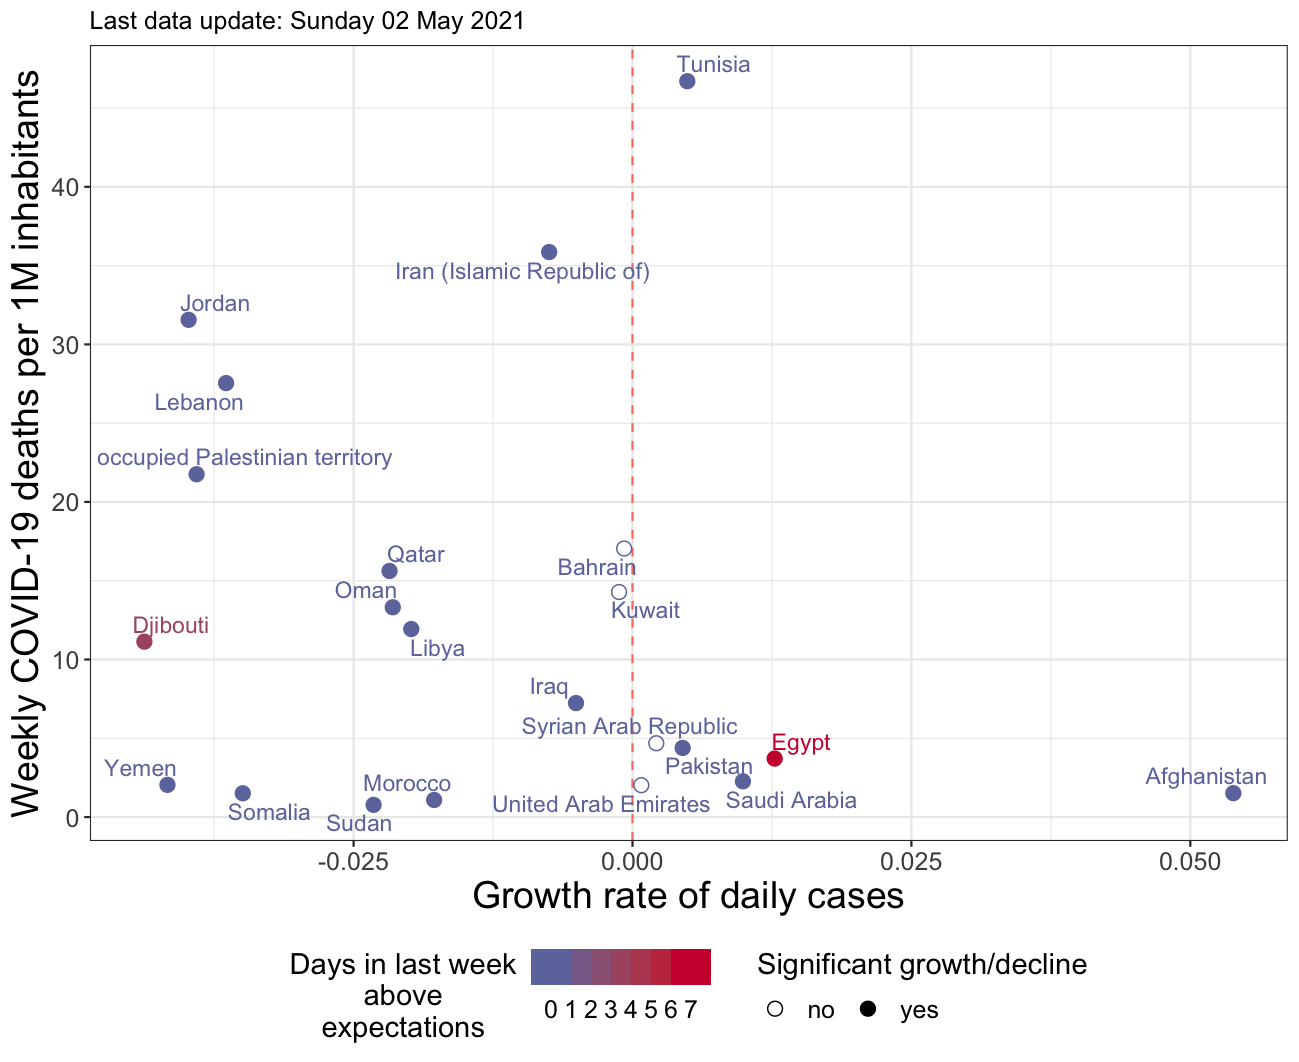 Last data update: Sunday 02 May 2021
Weekly COVID-19 deaths per 1M inhabitants
40
30
20
10
0
Tunisia
Iran (Islamic Republic of)
Jordan
Lebanon
occupied Palestinian territory
Qatar
Bahrain
Oman
Kuwait
Djibouti
Libya
Iraq
Syrian Arab Republic
Egypt
Pakistan
Yemen
Afghanistan
Morocco
United Arab Emirates
Saudi Arabia
Somalia
Sudan
-0.025 0.000 0.025 0.050
Growth rate of daily cases
Days in last week
above
expectations
0 1 2 3 4 5 6 7
Significant growth/decline
no yes